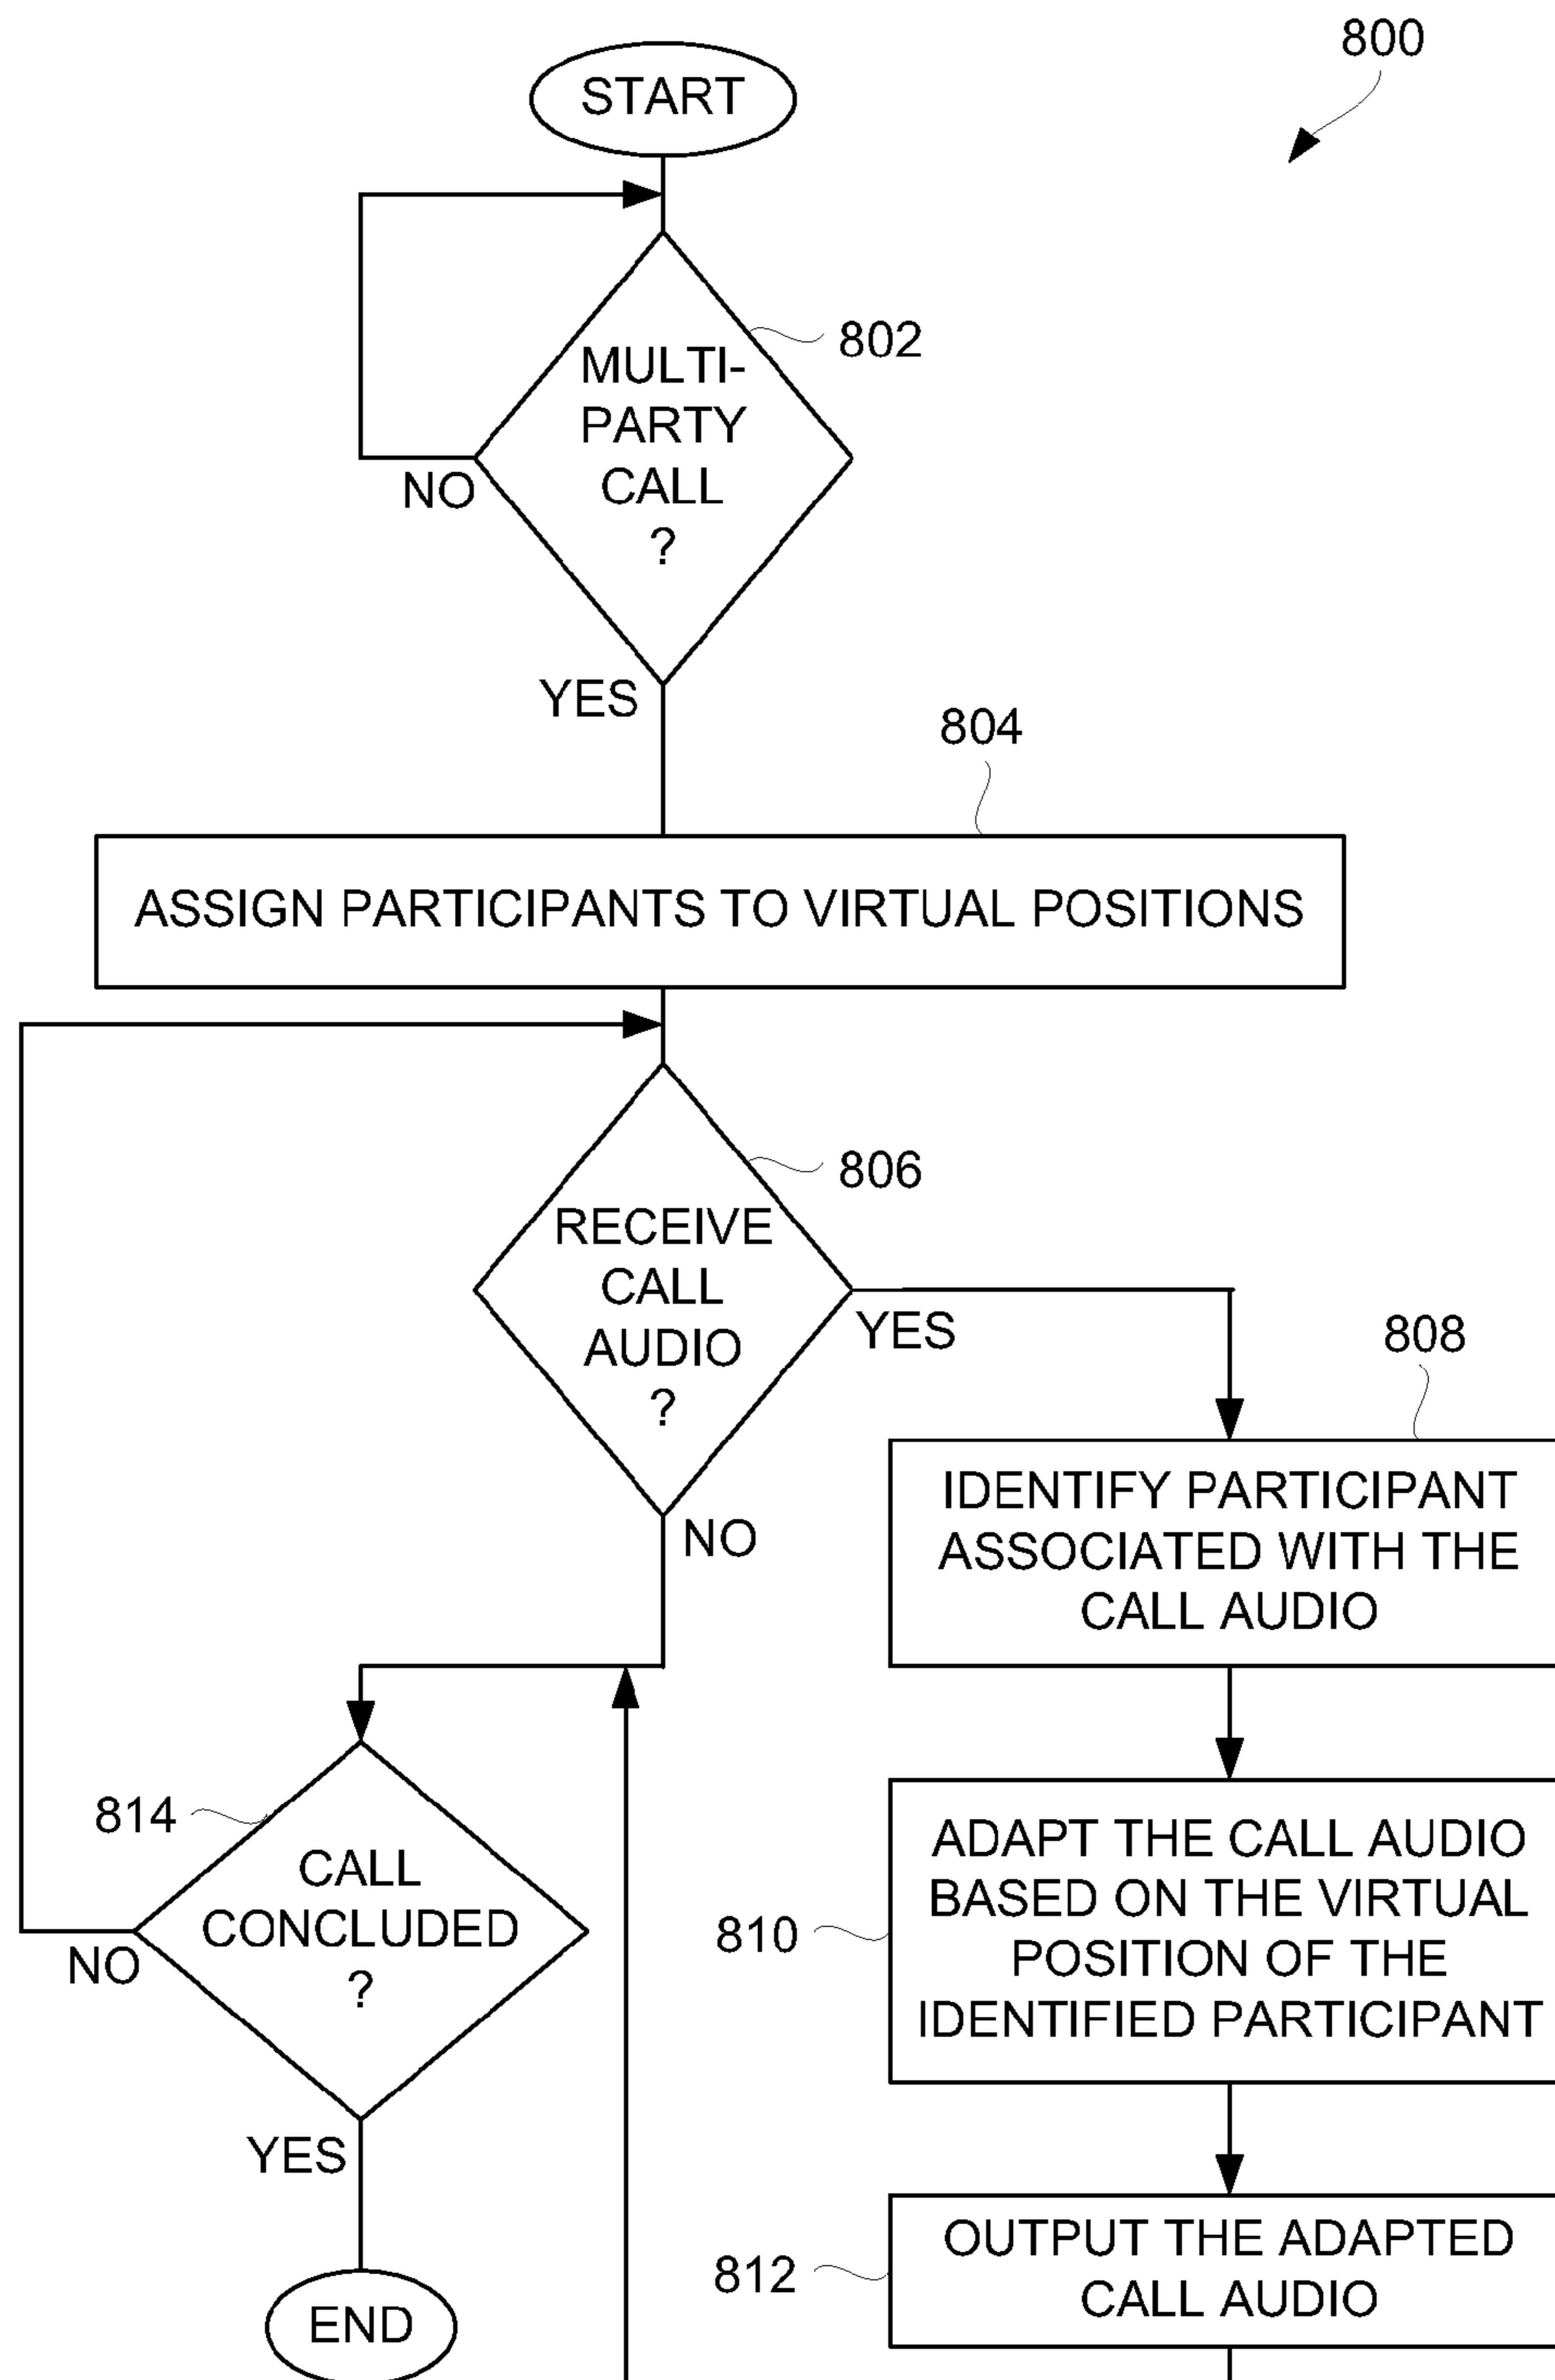 800
START
802
MULTI-
PARTY
CALL
?
NO
YES
804
ASSIGN PARTICIPANTS TO VIRTUAL POSITIONS
806
RECEIVE
CALL
AUDIO
?
YES
NO
808
IDENTIFY PARTICIPANT
ASSOCIATED WITH THE
CALL AUDIO
814
CALL
CONCLUDED
?
NO
YES
810
ADAPT THE CALL AUDIO
BASED ON THE VIRTUAL
POSITION OF THE
IDENTIFIED PARTICIPANT
812
OUTPUT THE ADAPTED
CALL AUDIO
END